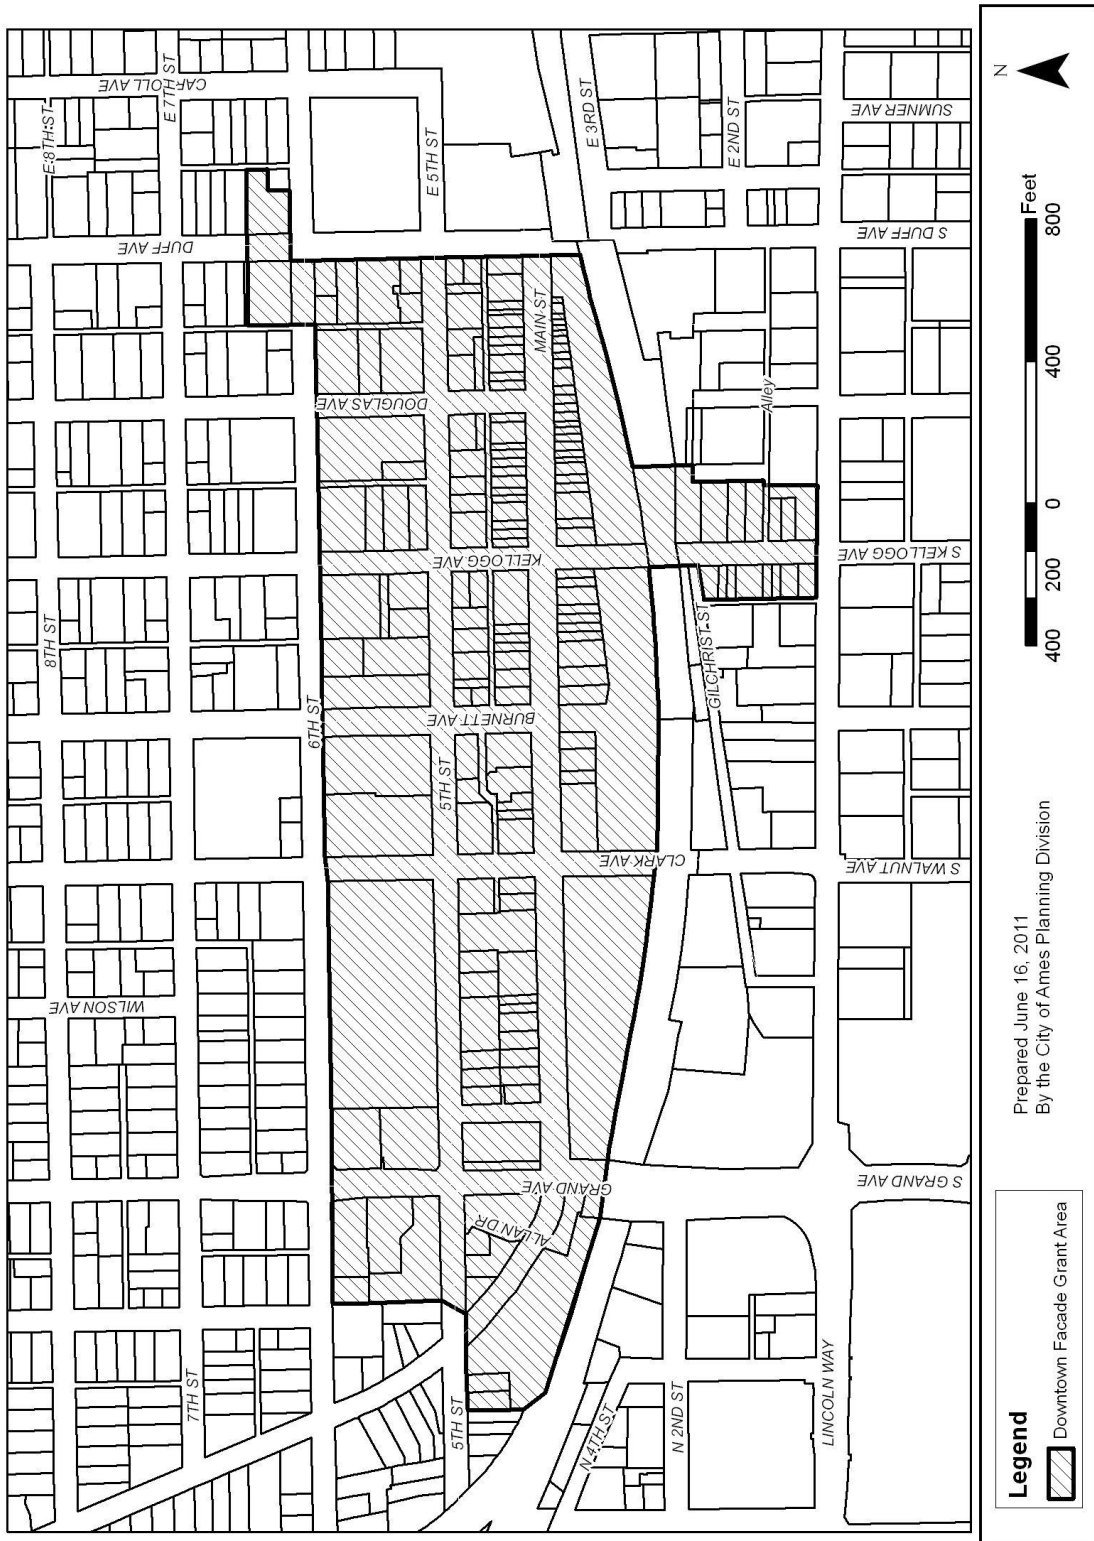 E 8TH ST
E 7TH ST
CARROLL AVE
DUFF AVE
E 5TH ST
E 3RD ST
E 2ND ST
SUMNER AVE
S DUFF AVE
MAIN ST
DOUGLAS AVE
Alley
KELLOGG AVE
S KELLOGG AVE
8TH ST
6TH ST
BURNETT AVE
GILCHRIST ST
5TH ST
CLARK AVE
S WALNUT AVE
WILSON AVE
GRAND AVE
S GRAND AVE
ALLAN DR
7TH ST
5TH ST
N 4TH ST
N 2ND ST
LINCOLN WAY
Legend
Downtown Facade Grant Area
Prepared June 16, 2011
By the City of Ames Planning Division
400 200 0 400 800
Feet
N